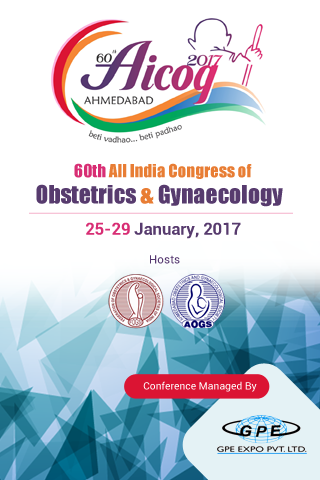 60th Aicog 2017
AHMEDABAD
beti vadhao... beti padhao
60th All India Congress of
Obstetrics & Gynaecology
25-29 January, 2017
Hosts
AOGS
Conference Managed By
GPE
GPE EXPO PVT. LTD.